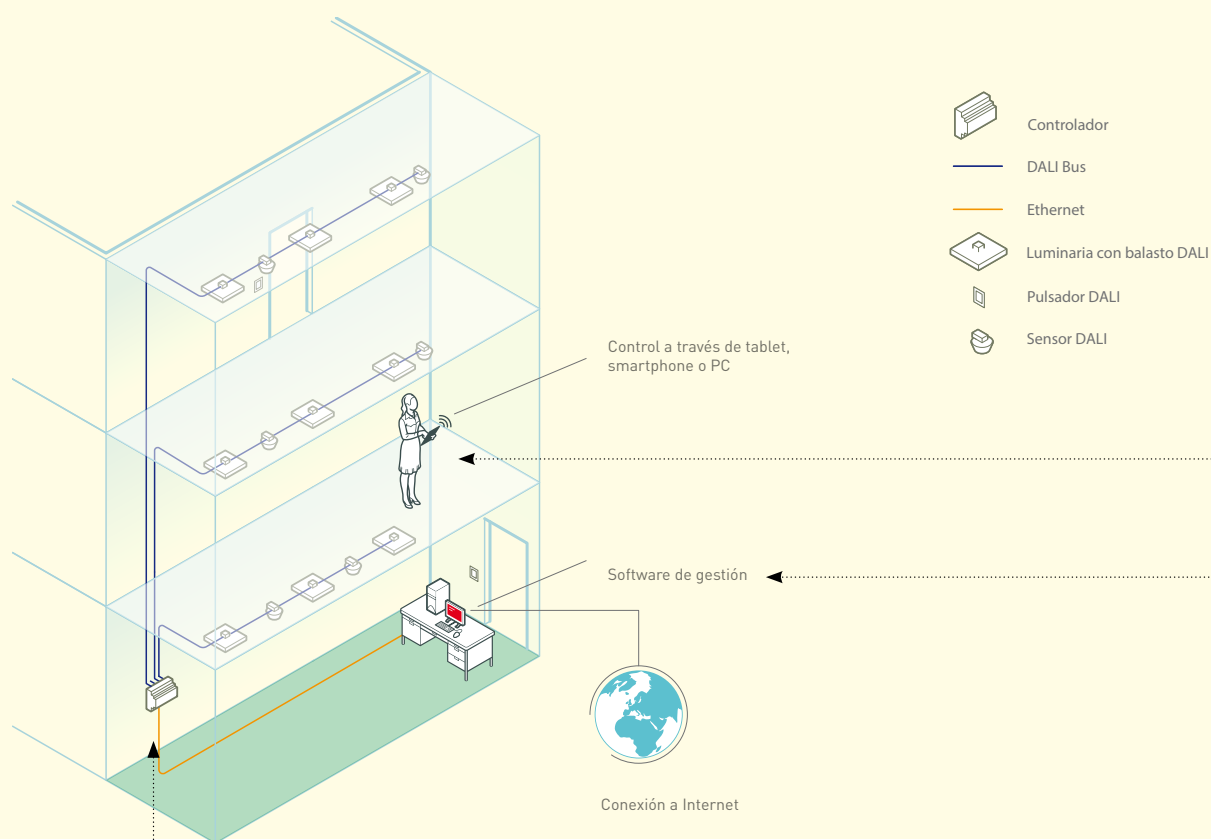 Controlador
DALI Bus
Ethernet
Luminaria con balasto DALI
Pulsador DALI
Sensor DALI
Control a través de tablet,
smartphone o PC
Software de gestión
Conexión a Internet